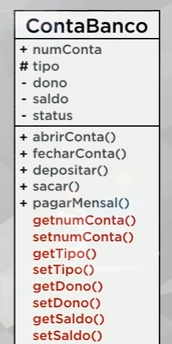 ContaBanco
+ numConta
# tipo
- dono
- saldo
- status
+ abrirConta()
+ fecharConta()
+ depositar()
+ sacar()
+ pagarMensal()
getnumConta()
setnumConta()
getTipo()
setTipo()
getDono()
setDono()
getSaldo()
setSaldo()